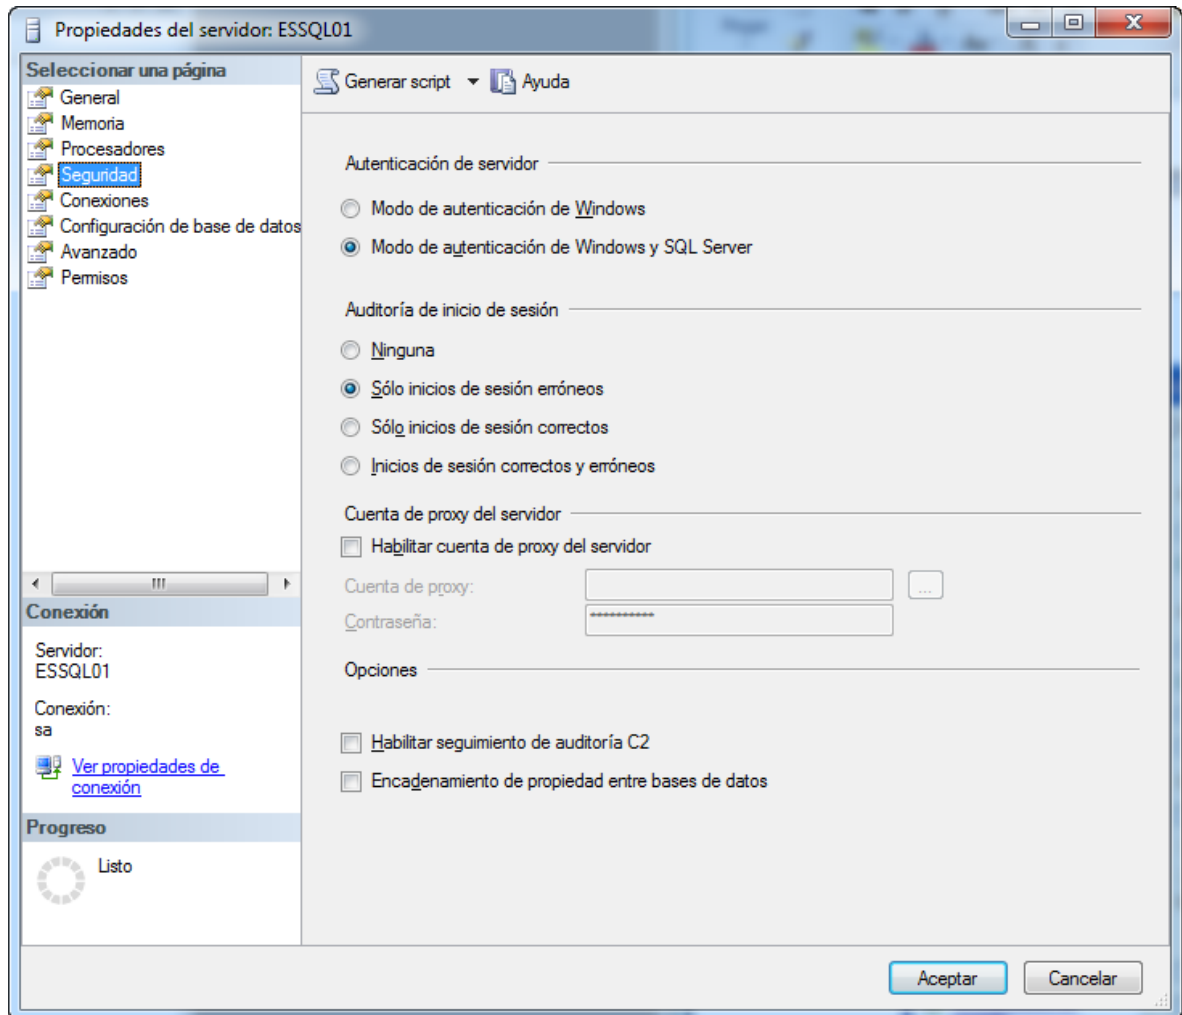 Propiedades del servidor: ESSQL01
Seleccionar una página
General
Memoria
Procesadores
Seguridad
Conexiones
Configuración de base de datos
Avanzado
Permisos
Generar script
Ayuda
Autenticación de servidor
Modo de autenticación de Windows
Modo de autenticación de Windows y SQL Server
Auditoría de inicio de sesión
Ninguna
Sólo inicios de sesión erróneos
Sólo inicios de sesión correctos
Inicios de sesión correctos y erróneos
Cuenta de proxy del servidor
Habilitar cuenta de proxy del servidor
Cuenta de proxy:
...
Contraseña:
**********
Opciones
Habilitar seguimiento de auditoría C2
Encadenamiento de propiedad entre bases de datos
Conexión
Servidor:
ESSQL01
Conexión:
sa
Ver propiedades de
conexión
Progreso
Listo
Aceptar
Cancelar